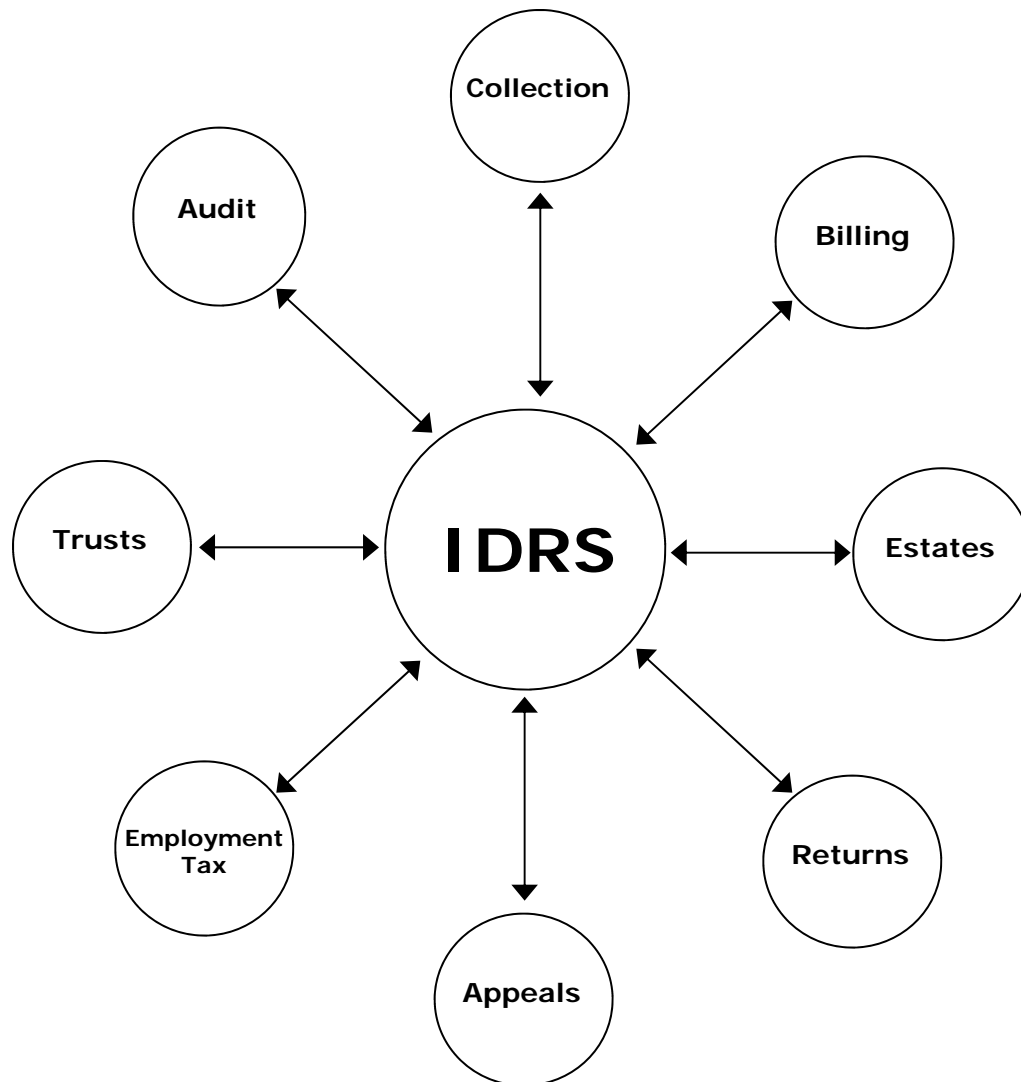 Collection
Audit
Billing
Trusts
IDRS
Estates
Employment
Tax
Returns
Appeals